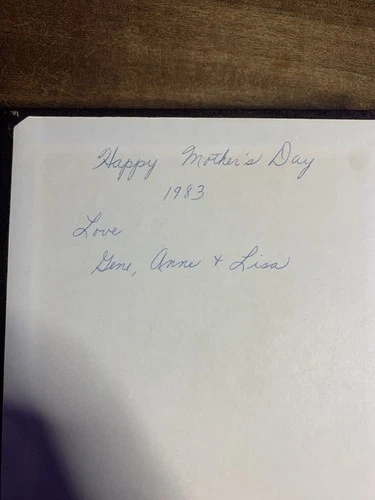 Happy Mother's Day
1983
Love
Gene, Anne + Lisa